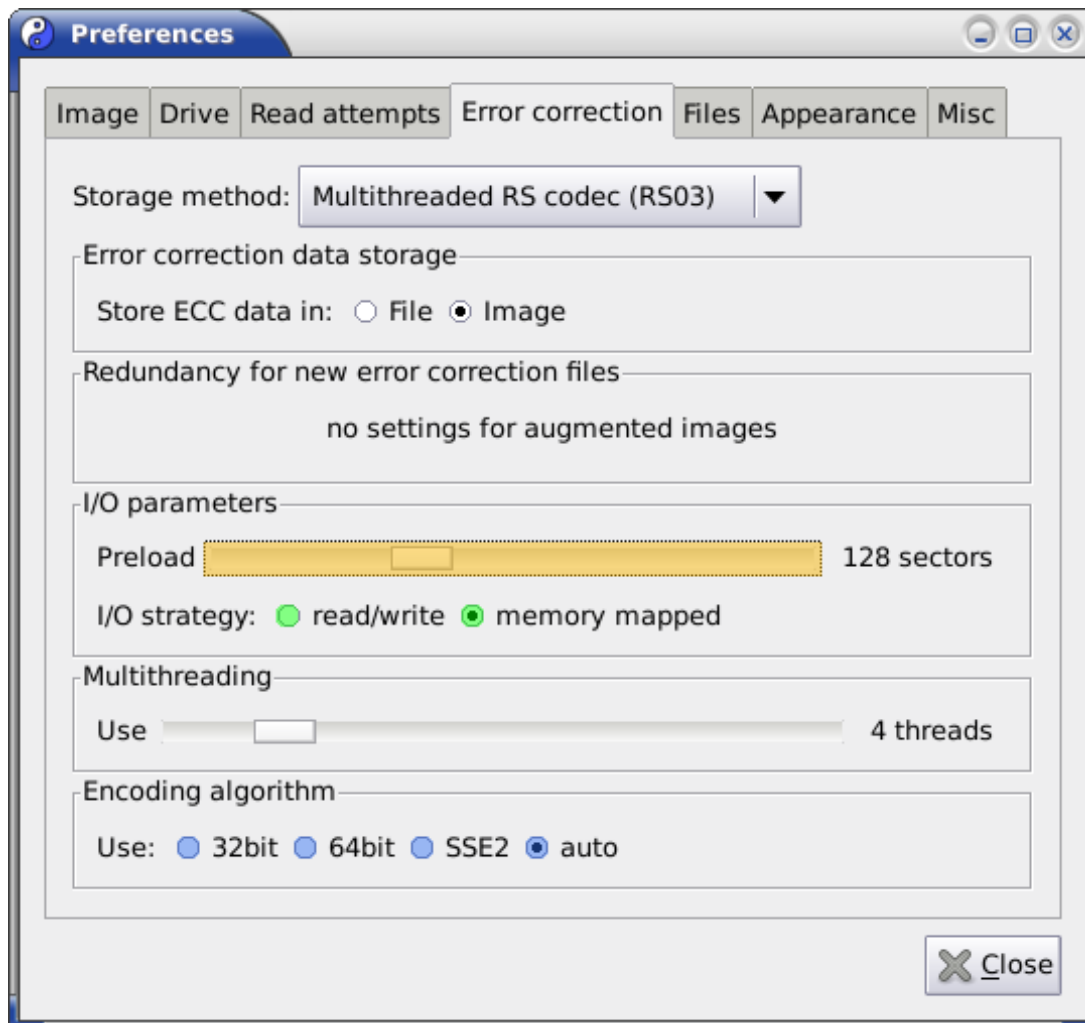 Preferences
Image Drive Read attempts Error correction Files Appearance Misc
Storage method: Multithreaded RS codec (RS03)
Error correction data storage
Store ECC data in: File Image
Redundancy for new error correction files
no settings for augmented images
I/O parameters
Preload 128 sectors
I/O strategy: read/write memory mapped
Multithreading
Use 4 threads
Encoding algorithm
Use: 32bit 64bit SSE2 auto
Close